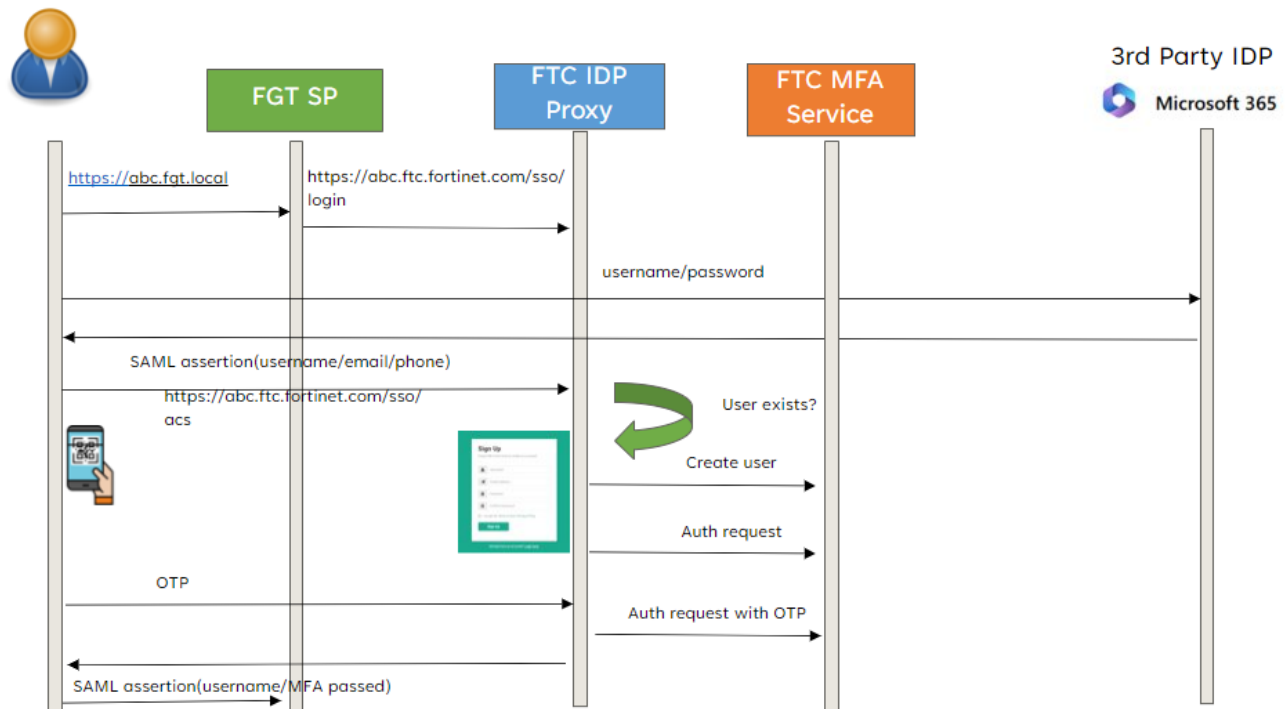 3rd Party IDP
FGT SP
FTC IDP
Proxy
FTC MFA
Service
Microsoft 365
https://abc.fgt.local
https://abc.ftc.fortinet.com/sso/
login
username/password
SAML assertion(username/email/phone)
https://abc.ftc.fortinet.com/sso/
acs
User exists?
Sign Up
Create user
Auth request
OTP
Auth request with OTP
SAML assertion(username/MFA passed)